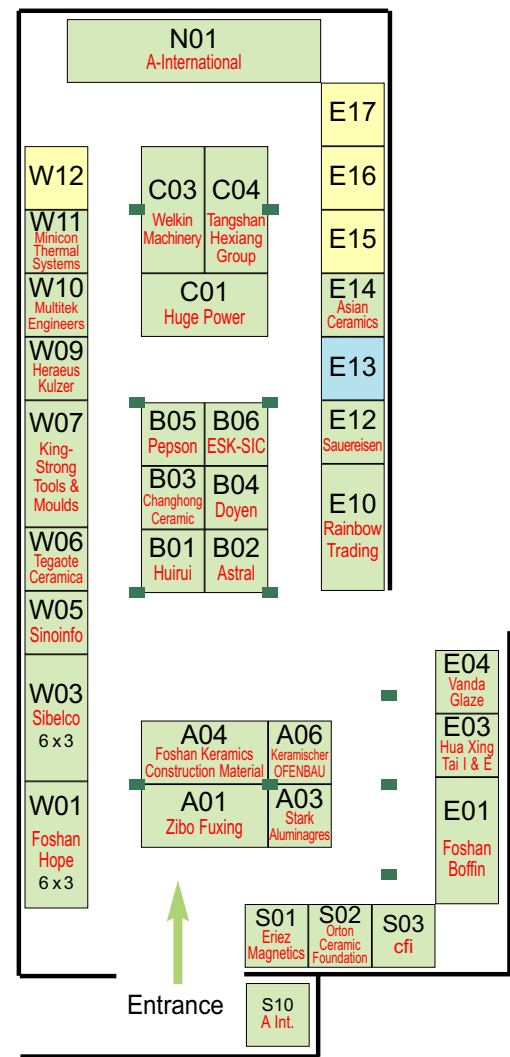 N01
A-International
E17
E16
E15
E14
Asian
Ceramics
E13
E12
Sauereisen
E10
Rainbow
Trading
W12
W11
Minicon
Thermal
Systems
W10
Multitek
Engineers
W09
Heraeus
Kulzer
W07
King-
Strong
Tools &
Moulds
W06
Tegaote
Ceramica
W05
Sinoinfo
W03
Sibelco
6 x 3
W01
Foshan
Hope
6 x 3
C03
Welkin
Machinery
C04
Tangshan
Hexiang
Group
C01
Huge Power
B05
Pepson
B06
ESK-SIC
B03
Changhong
Ceramic
B04
Doyen
B01
Huirui
B02
Astral
A04
Foshan Keramics
Construction Material
A06
Keramischer
OFENBAU
A01
Zibo Fuxing
A03
Stark
Aluminagres
E04
Vanda
Glaze
E03
Hua Xing
Tai I & E
E01
Foshan
Boffin
S01
Eriez
Magnetics
S02
Orton
Ceramic
Foundation
S03
cfi
Entrance
S10
A Int.